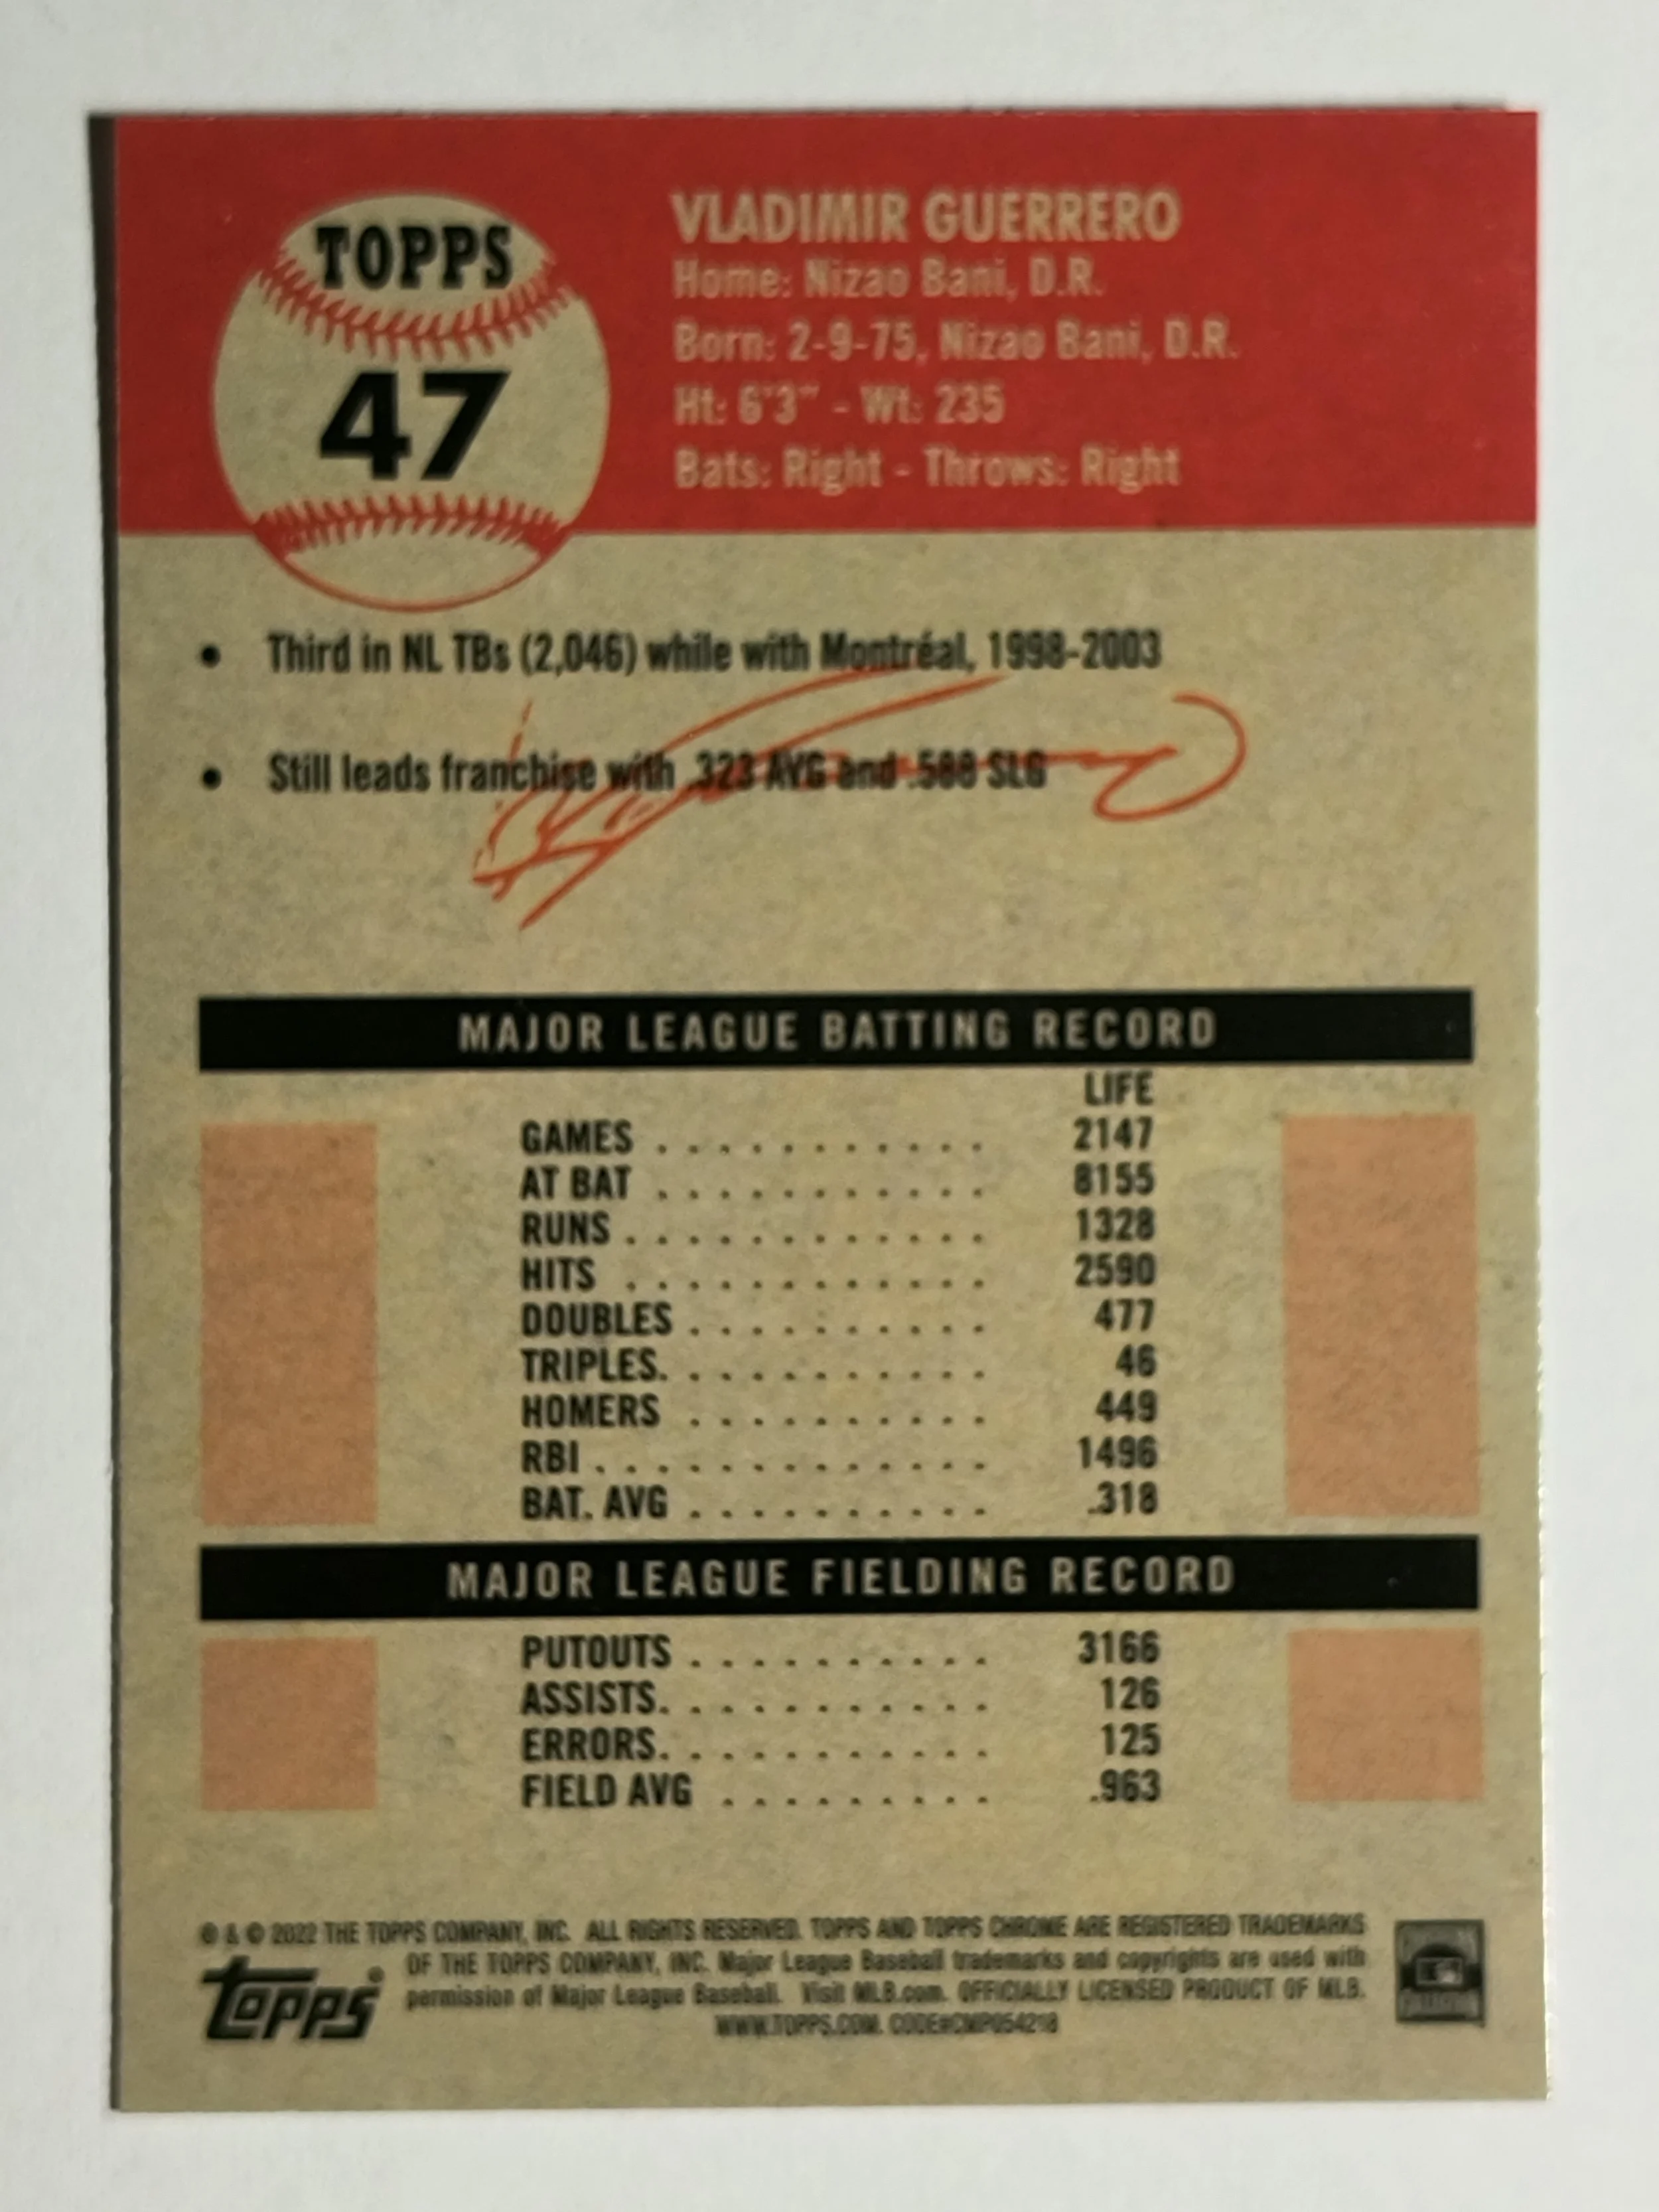 TOPPS
47
VLADIMIR GUERRERO
Home: Nizao Bani, D.R.
Born: 2-9-75, Nizao Bani, D.R.
Ht: 6'3" - Wt: 235
Bats: Right - Throws: Right
• Third in NL TBs (2,046) while with Montréal, 1998-2003
• Still leads franchise with .323 AVG and .588 SLG
MAJOR LEAGUE BATTING RECORD
LIFE
GAMES . . . . . . . . . . . 2147
AT BAT . . . . . . . . . . . 8155
RUNS . . . . . . . . . . . . 1328
HITS . . . . . . . . . . . . 2590
DOUBLES . . . . . . . . . . 477
TRIPLES. . . . . . . . . . . 46
HOMERS . . . . . . . . . . 449
RBI . . . . . . . . . . . . . 1496
BAT. AVG . . . . . . . . . . .318
MAJOR LEAGUE FIELDING RECORD
PUTOUTS . . . . . . . . . . 3166
ASSISTS. . . . . . . . . . . 126
ERRORS. . . . . . . . . . . 125
FIELD AVG . . . . . . . . . .963
® & © 2022 THE TOPPS COMPANY, INC. ALL RIGHTS RESERVED. TOPPS AND TOPPS CHROME ARE REGISTERED TRADEMARKS
OF THE TOPPS COMPANY, INC. Major League Baseball trademarks and copyrights are used with
permission of Major League Baseball. Visit MLB.com. OFFICIALLY LICENSED PRODUCT OF MLB.
WWW.TOPPS.COM. CODE#CMP054218
topps®